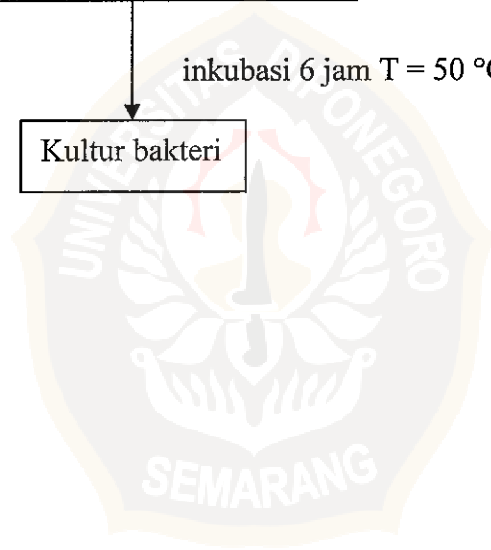 inkubasi 6 jam T = 50 °C
Kultur bakteri
UNIVERSITAS DIPONEGORO
SEMARANG